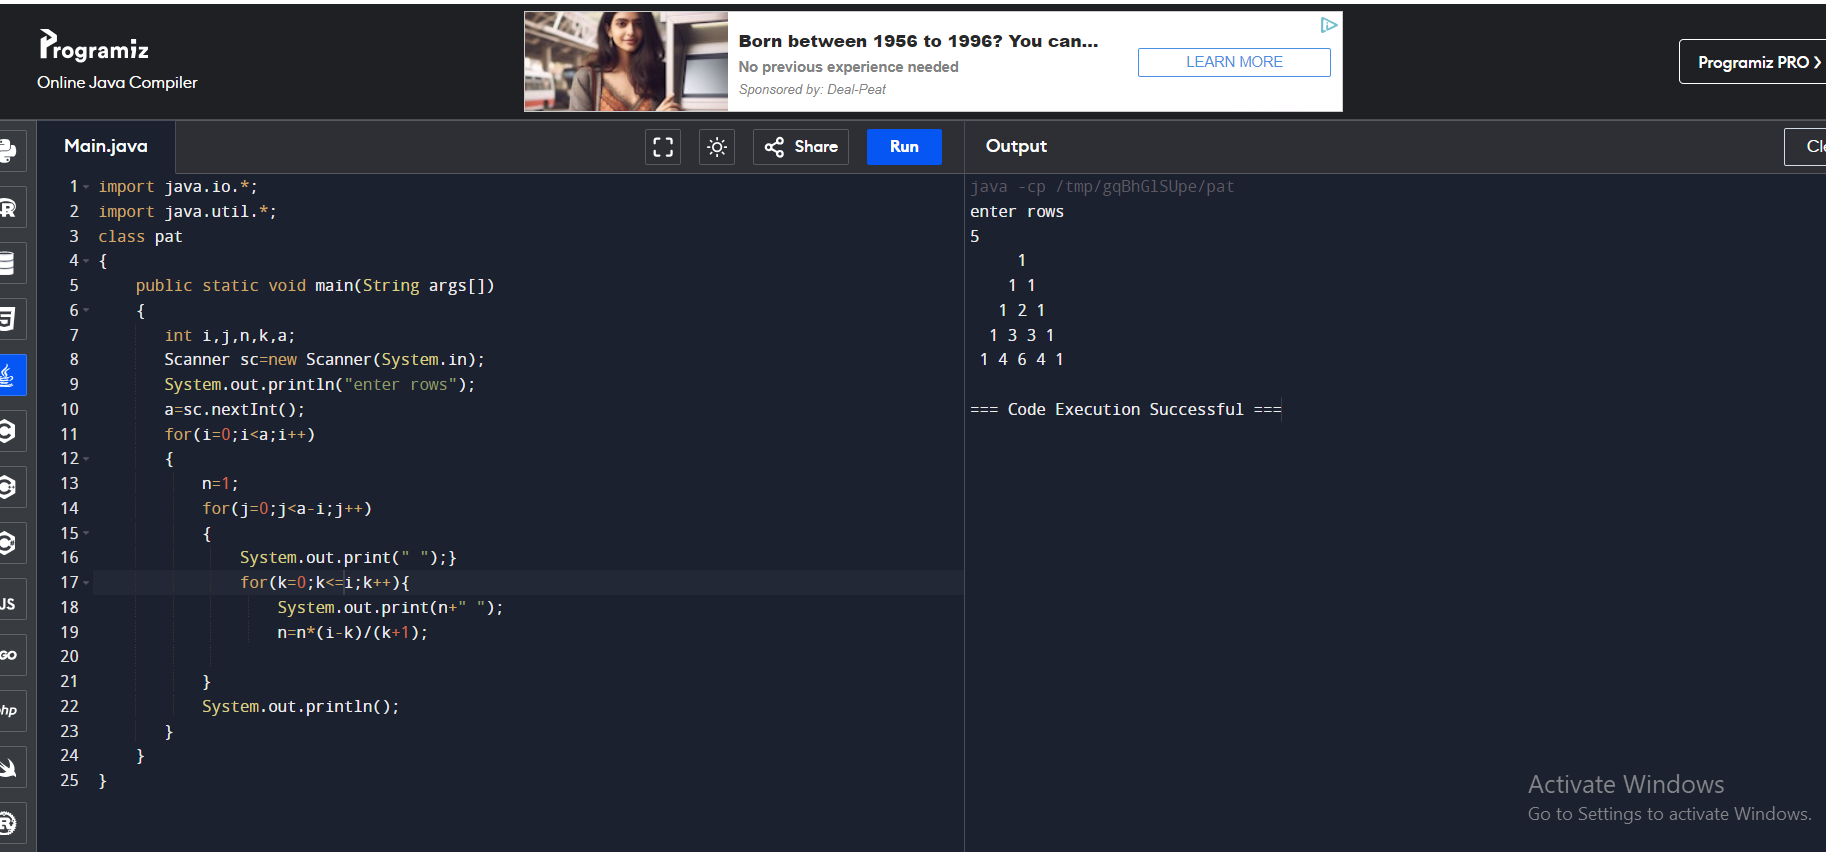 Programiz
Online Java Compiler
Born between 1956 to 1996? You can...
No previous experience needed
Sponsored by: Deal-Peat
LEARN MORE
Programiz PRO
Main.java
Share
Run
Output
1 import java.io.*;
2 import java.util.*;
3 class pat
4 {
5 public static void main(String args[])
6 {
7 int i,j,n,k,a;
8 Scanner sc=new Scanner(System.in);
9 System.out.println("enter rows");
10 a=sc.nextInt();
11 for(i=0;i<a;i++)
12 {
13 n=1;
14 for(j=0;j<a-i;j++)
15 {
16 System.out.print(" ");}
17 for(k=0;k<=i;k++){
18 System.out.print(n+" ");
19 n=n*(i-k)/(k+1);
20
21 }
22 System.out.println();
23 }
24 }
25 }
java -cp /tmp/gqBhGlSUpe/pat
enter rows
5
1
1 1
1 2 1
1 3 3 1
1 4 6 4 1
=== Code Execution Successful ===
Activate Windows
Go to Settings to activate Windows.